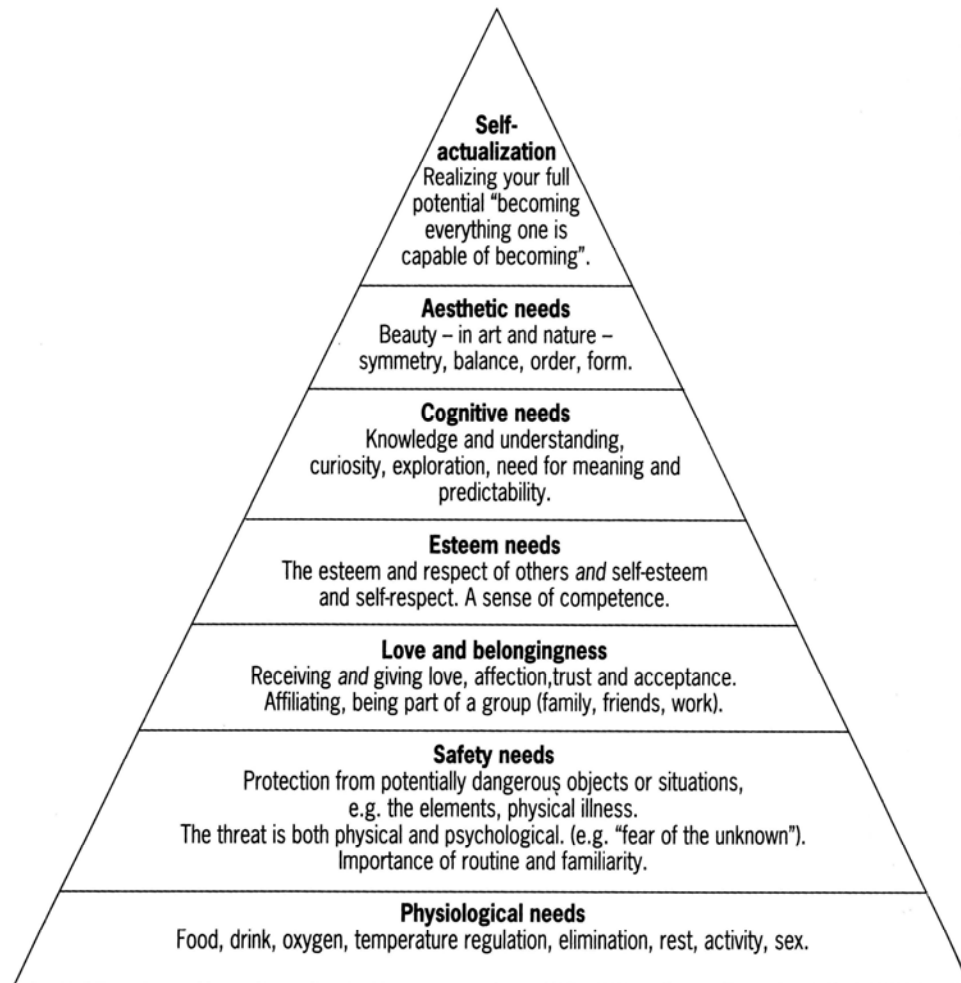 Self-
actualization
Realizing your full
potential “becoming
everything one is
capable of becoming”.
Aesthetic needs
Beauty – in art and nature –
symmetry, balance, order, form.
Cognitive needs
Knowledge and understanding,
curiosity, exploration, need for meaning and
predictability.
Esteem needs
The esteem and respect of others and self-esteem
and self-respect. A sense of competence.
Love and belongingness
Receiving and giving love, affection,trust and acceptance.
Affiliating, being part of a group (family, friends, work).
Safety needs
Protection from potentially dangerous objects or situations,
e.g. the elements, physical illness.
The threat is both physical and psychological. (e.g. “fear of the unknown”).
Importance of routine and familiarity.
Physiological needs
Food, drink, oxygen, temperature regulation, elimination, rest, activity, sex.